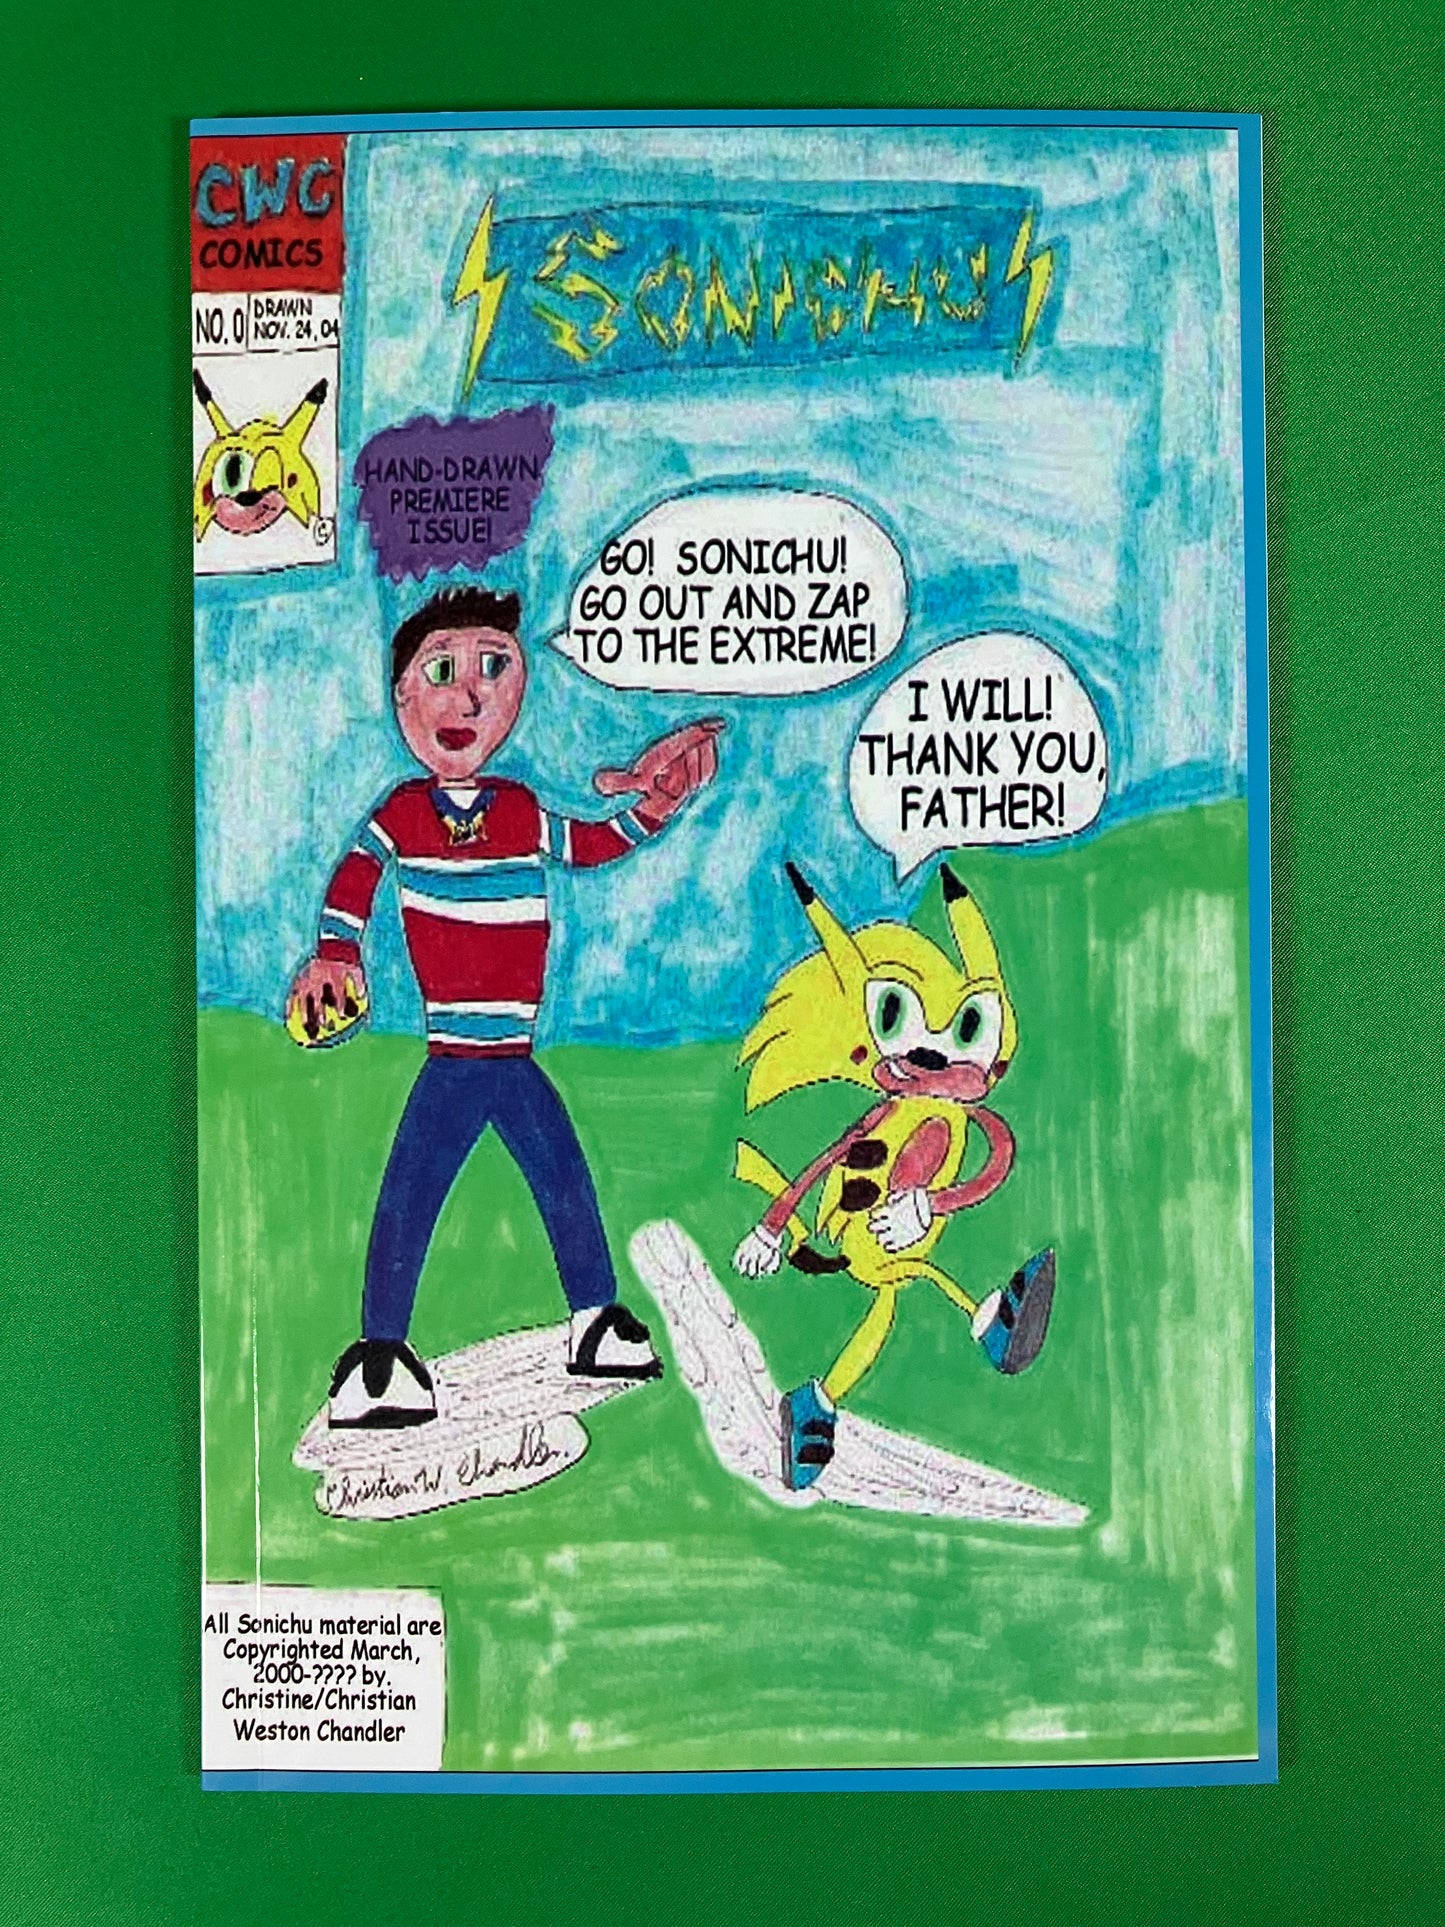 CWC
COMICS
NO. 0
DRAWN
NOV. 24, 04
SONICHU
HAND-DRAWN
PREMIERE
ISSUE!
GO! SONICHU!
GO OUT AND ZAP
TO THE EXTREME!
I WILL!
THANK YOU,
FATHER!
Christian W. Chandler.
All Sonichu material are
Copyrighted March,
2000-???? by.
Christine/Christian
Weston Chandler